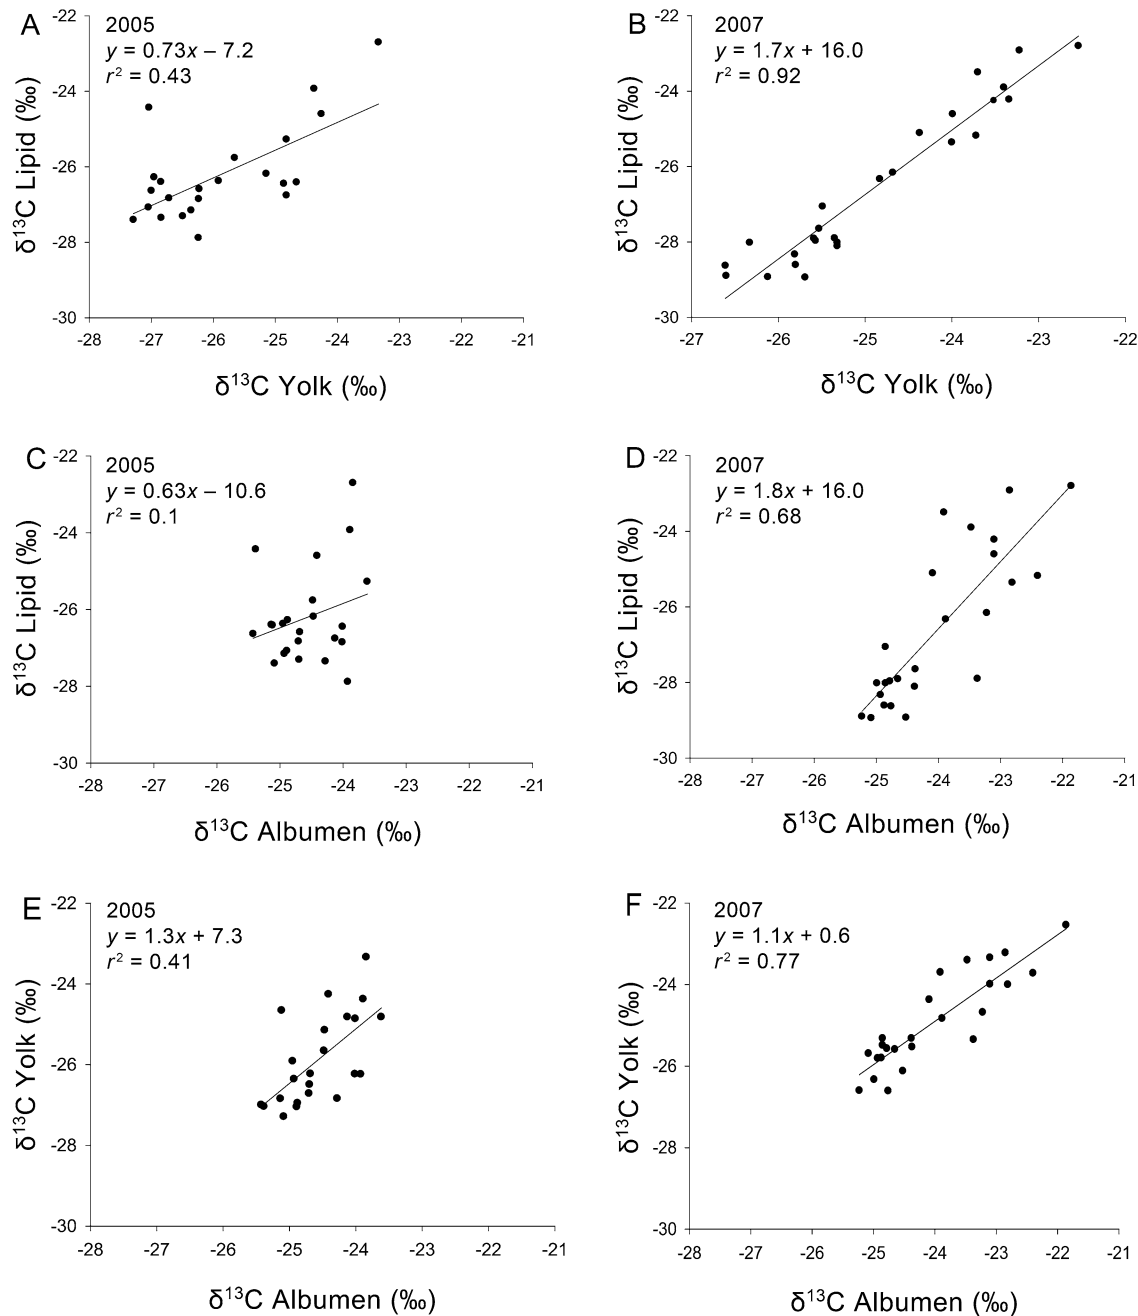 A
2005
y = 0.73x – 7.2
r² = 0.43
-22
-24
-26
-28
-30
δ¹³C Lipid (‰)
-28 -27 -26 -25 -24 -23 -22 -21
δ¹³C Yolk (‰)
B
2007
y = 1.7x + 16.0
r² = 0.92
-22
-24
-26
-28
-30
δ¹³C Lipid (‰)
-27 -26 -25 -24 -23 -22
δ¹³C Yolk (‰)
C
2005
y = 0.63x – 10.6
r² = 0.1
-22
-24
-26
-28
-30
δ¹³C Lipid (‰)
-28 -27 -26 -25 -24 -23 -22 -21
δ¹³C Albumen (‰)
D
2007
y = 1.8x + 16.0
r² = 0.68
-22
-24
-26
-28
-30
δ¹³C Lipid (‰)
-28 -26 -25 -24 -23 -22 -21
δ¹³C Albumen (‰)
E
2005
y = 1.3x + 7.3
r² = 0.41
-22
-24
-26
-28
-30
δ¹³C Yolk (‰)
-28 -27 -26 -25 -24 -23 -22 -21
δ¹³C Albumen (‰)
F
2007
y = 1.1x + 0.6
r² = 0.77
-22
-24
-26
-28
-30
δ¹³C Yolk (‰)
-28 -26 -25 -24 -23 -22 -21
δ¹³C Albumen (‰)